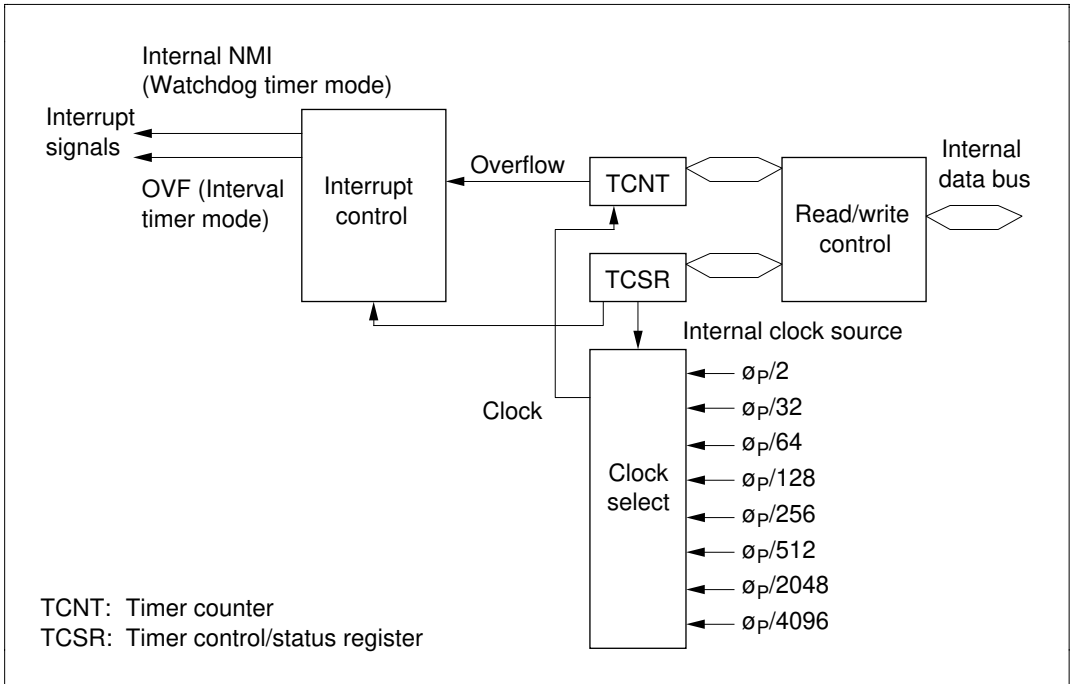 Internal NMI
(Watchdog timer mode)
Interrupt
signals
OVF (Interval
timer mode)
Interrupt
control
Overflow
TCNT
TCSR
Read/write
control
Internal
data bus
Internal clock source
Clock
Clock
select
øP/2
øP/32
øP/64
øP/128
øP/256
øP/512
øP/2048
øP/4096
TCNT: Timer counter
TCSR: Timer control/status register